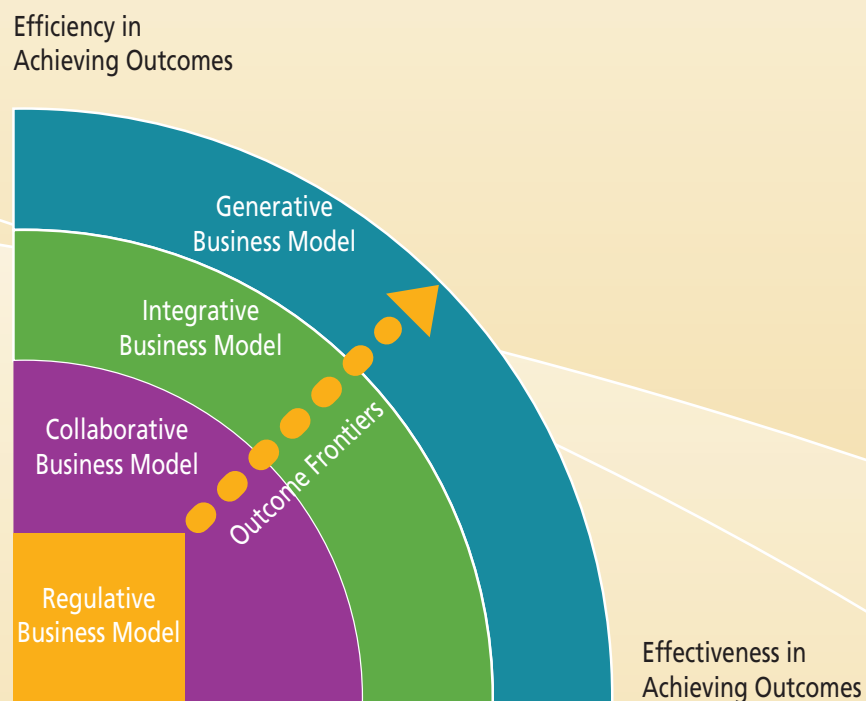 Efficiency in
Achieving Outcomes
Generative
Business Model
Integrative
Business Model
Collaborative
Business Model
Outcome Frontiers
Regulative
Business Model
Effectiveness in
Achieving Outcomes